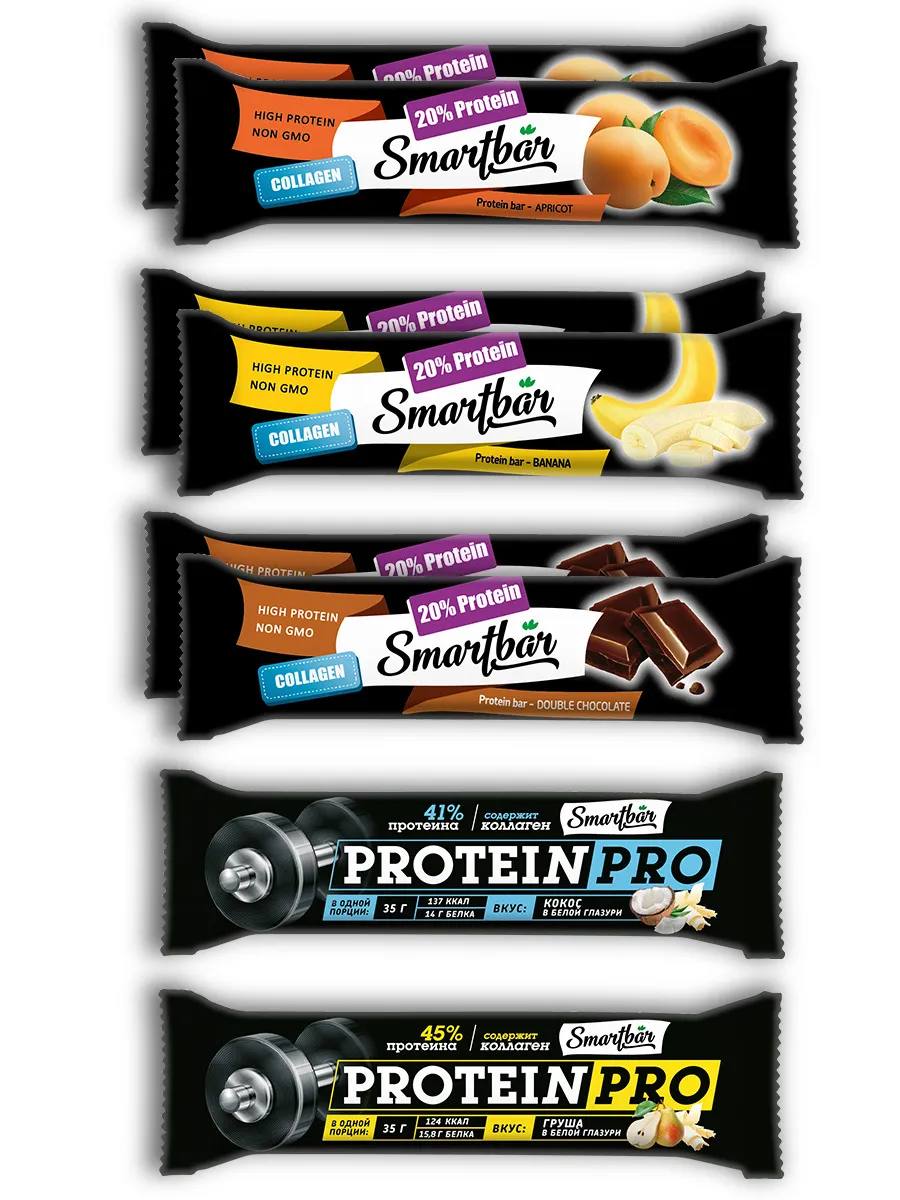 20% Protein
HIGH PROTEIN
NON GMO
20% Protein
Smartbar
COLLAGEN
Protein bar – APRICOT
HIGH PROTEIN
20% Protein
HIGH PROTEIN
NON GMO
20% Protein
Smartbar
COLLAGEN
Protein bar – BANANA
HIGH PROTEIN
20% Protein
HIGH PROTEIN
NON GMO
20% Protein
Smartbar
COLLAGEN
Protein bar – DOUBLE CHOCOLATE
41%
протеина
содержит
коллаген
Smartbar
PROTEIN PRO
В ОДНОЙ
ПОРЦИИ:
35 Г
137 ККАЛ
14 Г БЕЛКА
ВКУС:
КОКОС
В БЕЛОЙ ГЛАЗУРИ
45%
протеина
содержит
коллаген
Smartbar
PROTEIN PRO
В ОДНОЙ
ПОРЦИИ:
35 Г
124 ККАЛ
15,8 Г БЕЛКА
ВКУС:
ГРУША
В БЕЛОЙ ГЛАЗУРИ